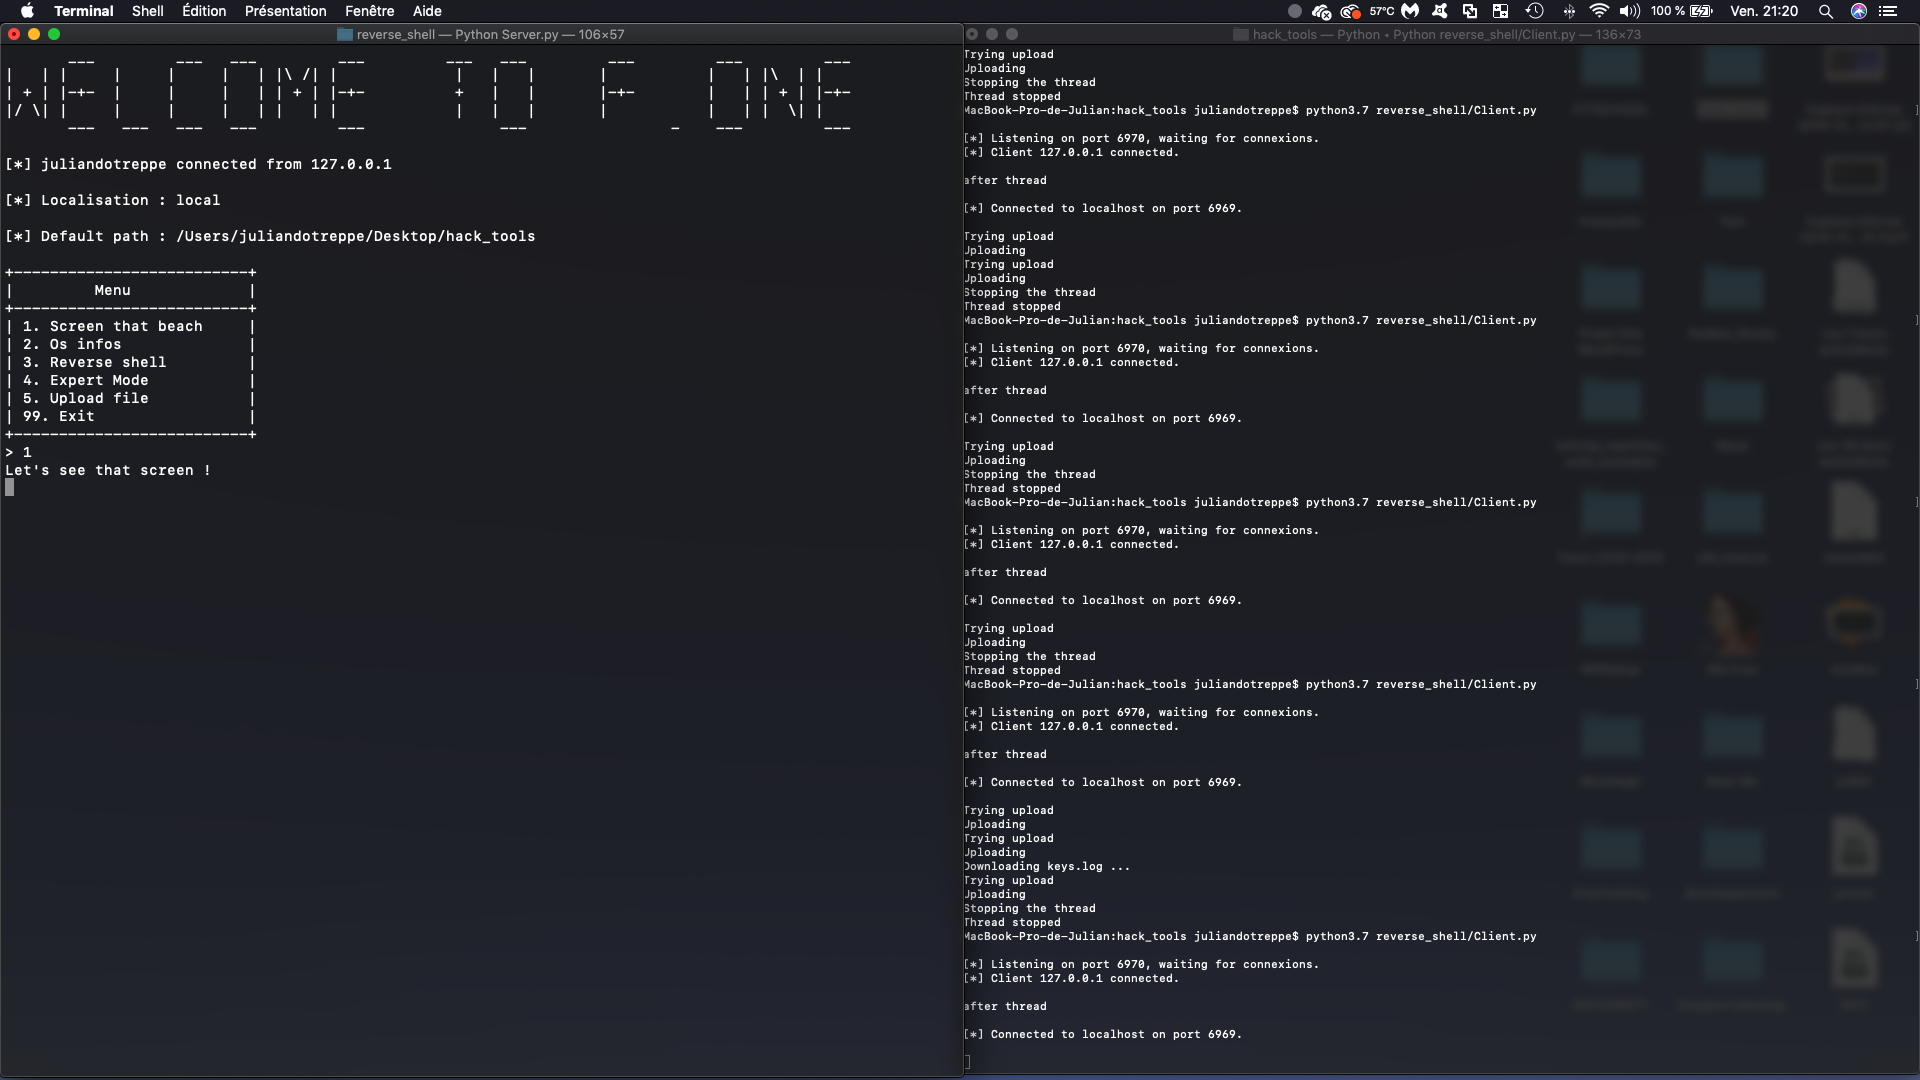 Terminal Shell Édition Présentation Fenêtre Aide
57°C 100 % Ven. 21:20
reverse_shell — Python Server.py — 106×57
WELCOME TO F_ONE
[*] juliandotreppe connected from 127.0.0.1
[*] Localisation : local
[*] Default path : /Users/juliandotreppe/Desktop/hack_tools
+--------------------------+
| Menu |
+--------------------------+
| 1. Screen that beach |
| 2. Os infos |
| 3. Reverse shell |
| 4. Expert Mode |
| 5. Upload file |
| 99. Exit |
+--------------------------+
> 1
Let's see that screen !
hack_tools — Python • Python reverse_shell/Client.py — 136×73
Trying upload
Uploading
Stopping the thread
Thread stopped
MacBook-Pro-de-Julian:hack_tools juliandotreppe$ python3.7 reverse_shell/Client.py
[*] Listening on port 6970, waiting for connexions.
[*] Client 127.0.0.1 connected.
after thread
[*] Connected to localhost on port 6969.
Trying upload
Uploading
Trying upload
Uploading
Stopping the thread
Thread stopped
MacBook-Pro-de-Julian:hack_tools juliandotreppe$ python3.7 reverse_shell/Client.py
[*] Listening on port 6970, waiting for connexions.
[*] Client 127.0.0.1 connected.
after thread
[*] Connected to localhost on port 6969.
Trying upload
Uploading
Stopping the thread
Thread stopped
MacBook-Pro-de-Julian:hack_tools juliandotreppe$ python3.7 reverse_shell/Client.py
[*] Listening on port 6970, waiting for connexions.
[*] Client 127.0.0.1 connected.
after thread
[*] Connected to localhost on port 6969.
Trying upload
Uploading
Stopping the thread
Thread stopped
MacBook-Pro-de-Julian:hack_tools juliandotreppe$ python3.7 reverse_shell/Client.py
[*] Listening on port 6970, waiting for connexions.
[*] Client 127.0.0.1 connected.
after thread
[*] Connected to localhost on port 6969.
Trying upload
Uploading
Trying upload
Uploading
Downloading keys.log ...
Trying upload
Uploading
Stopping the thread
Thread stopped
MacBook-Pro-de-Julian:hack_tools juliandotreppe$ python3.7 reverse_shell/Client.py
[*] Listening on port 6970, waiting for connexions.
[*] Client 127.0.0.1 connected.
after thread
[*] Connected to localhost on port 6969.